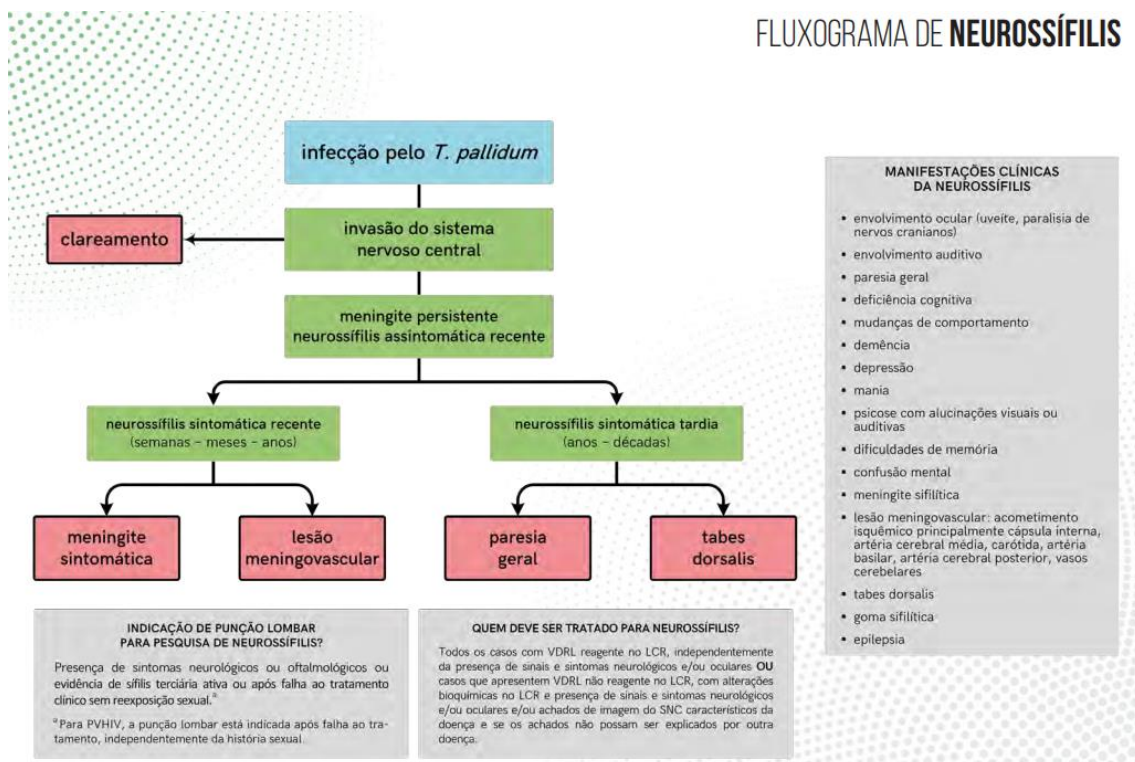 FLUXOGRAMA DE NEUROSSÍFILIS
infecção pelo T. pallidum
clareamento
invasão do sistema
nervoso central
meningite persistente
neurossífilis assintomática recente
neurossífilis sintomática recente
(semanas – meses – anos)
neurossífilis sintomática tardia
(anos – décadas)
meningite
sintomática
lesão
meningovascular
paresia
geral
tabes
dorsalis
INDICAÇÃO DE PUNÇÃO LOMBAR
PARA PESQUISA DE NEUROSSÍFILIS?
Presença de sintomas neurológicos ou oftalmológicos ou
evidência de sífilis terciária ativa ou após falha ao tratamento
clínico sem reexposição sexual.ª
ªPara PVHIV, a punção lombar está indicada após falha ao tra-
tamento, independentemente da história sexual.
QUEM DEVE SER TRATADO PARA NEUROSSÍFILIS?
Todos os casos com VDRL reagente no LCR, independentemente
da presença de sinais e sintomas neurológicos e/ou oculares OU
casos que apresentem VDRL não reagente no LCR, com alterações
bioquímicas no LCR e presença de sinais e sintomas neurológicos
e/ou oculares e/ou achados de imagem do SNC característicos da
doença e se os achados não possam ser explicados por outra
doença.
MANIFESTAÇÕES CLÍNICAS
DA NEUROSSÍFILIS
• envolvimento ocular (uveíte, paralisia de
nervos cranianos)
• envolvimento auditivo
• paresia geral
• deficiência cognitiva
• mudanças de comportamento
• demência
• depressão
• mania
• psicose com alucinações visuais ou
auditivas
• dificuldades de memória
• confusão mental
• meningite sifilítica
• lesão meningovascular: acometimento
isquêmico principalmente cápsula interna,
artéria cerebral média, carótida, artéria
basilar, artéria cerebral posterior, vasos
cerebelares
• tabes dorsalis
• goma sifilítica
• epilepsia